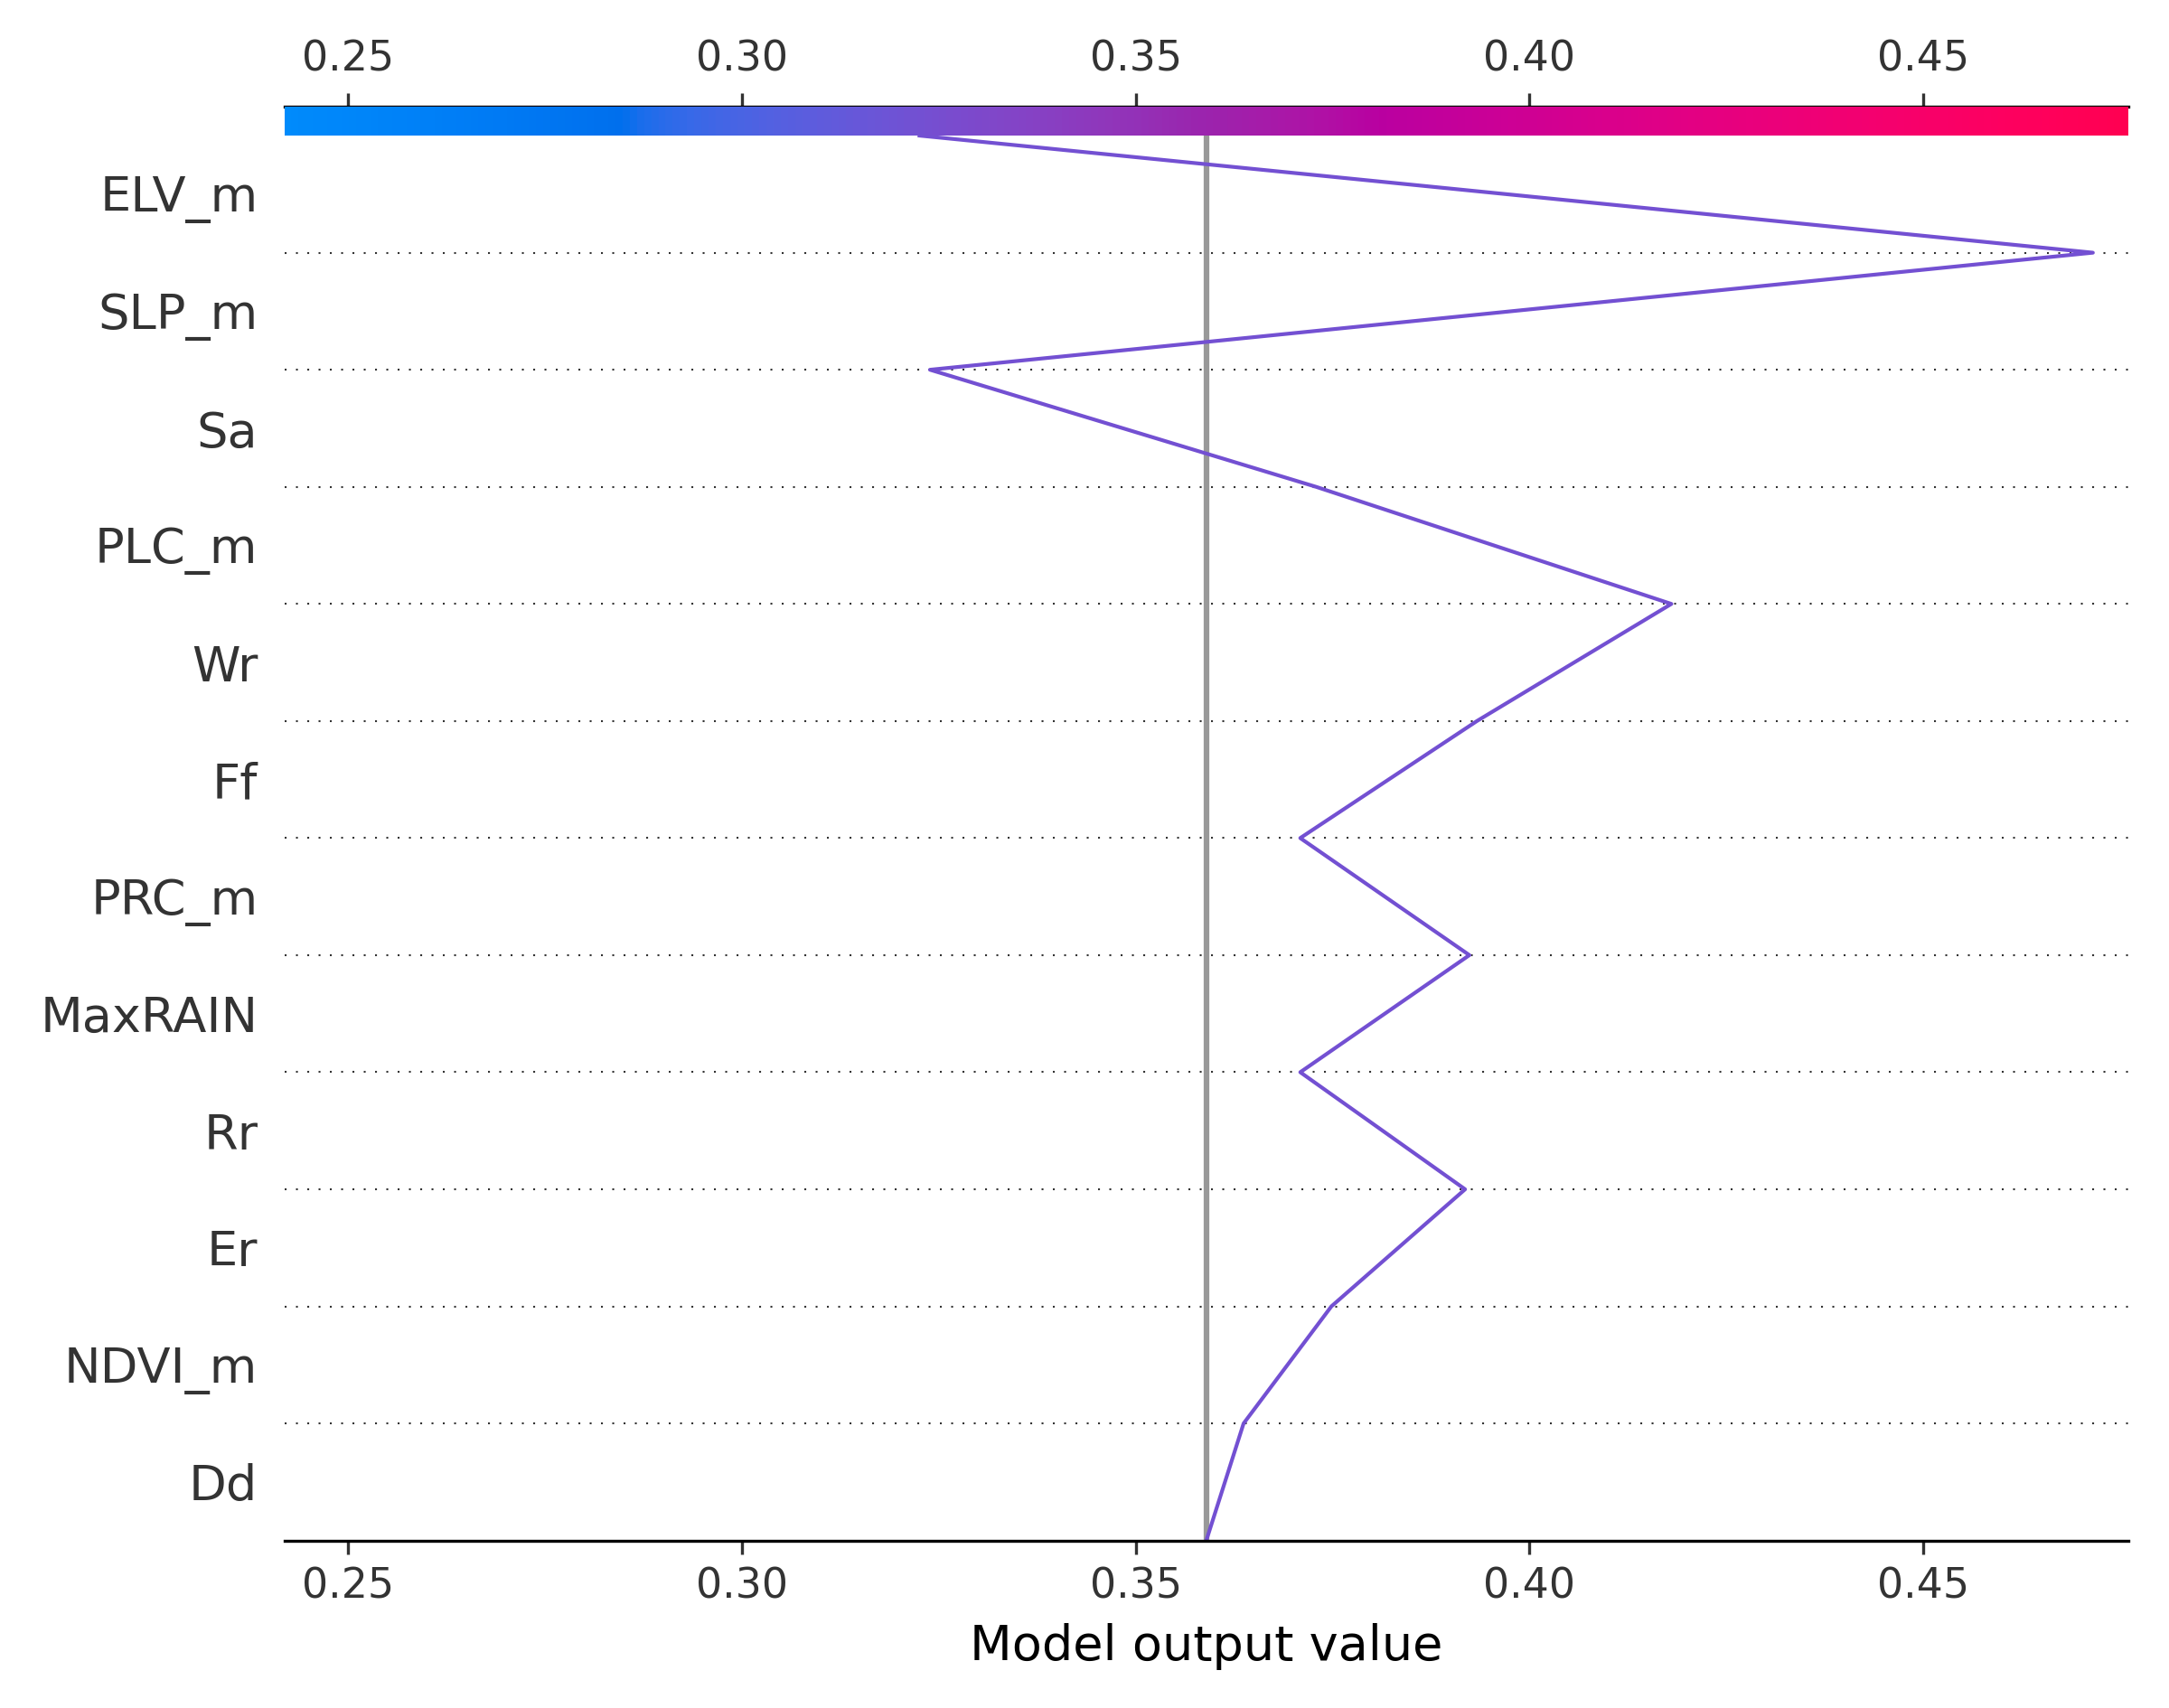 0.25 0.30 0.35 0.40 0.45
ELV_m
SLP_m
Sa
PLC_m
Wr
Ff
PRC_m
MaxRAIN
Rr
Er
NDVI_m
Dd
0.25 0.30 0.35 0.40 0.45
Model output value